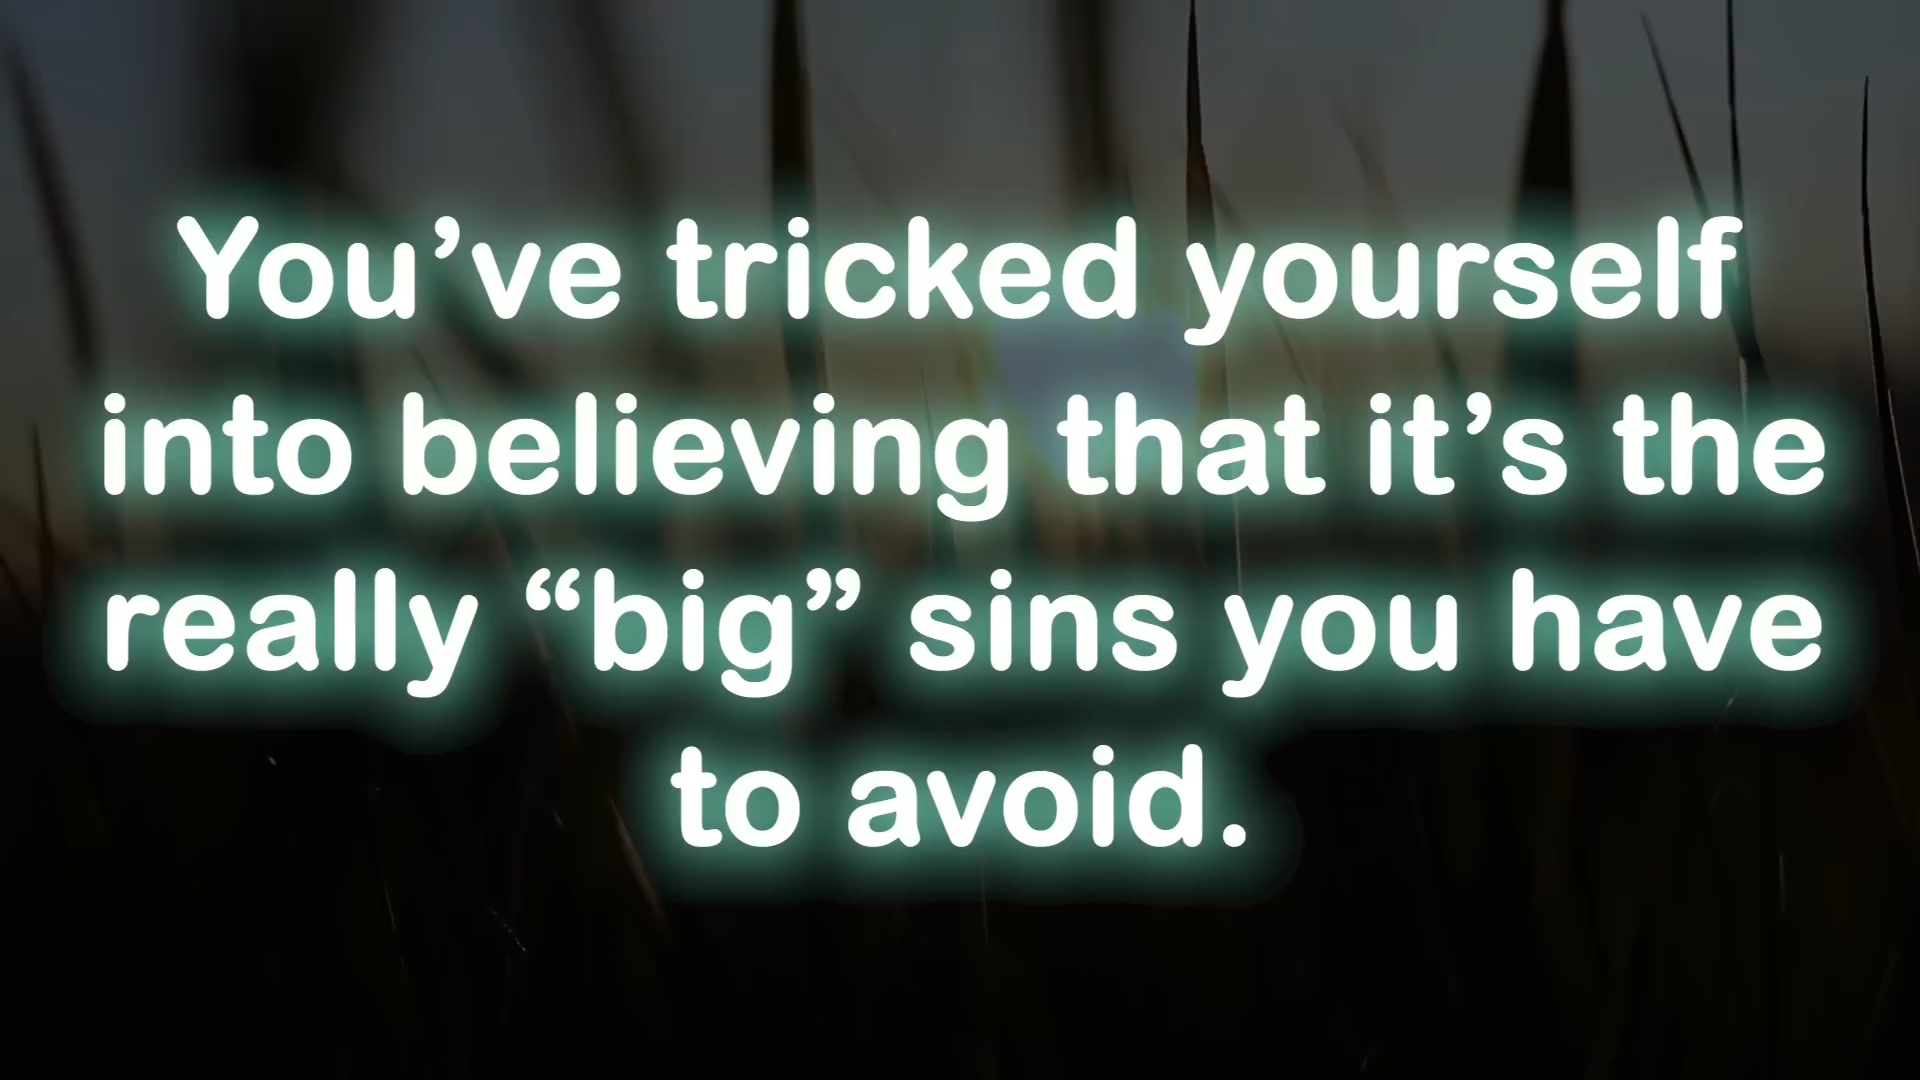 You’ve tricked yourself
into believing that it’s the
really “big” sins you have
to avoid.